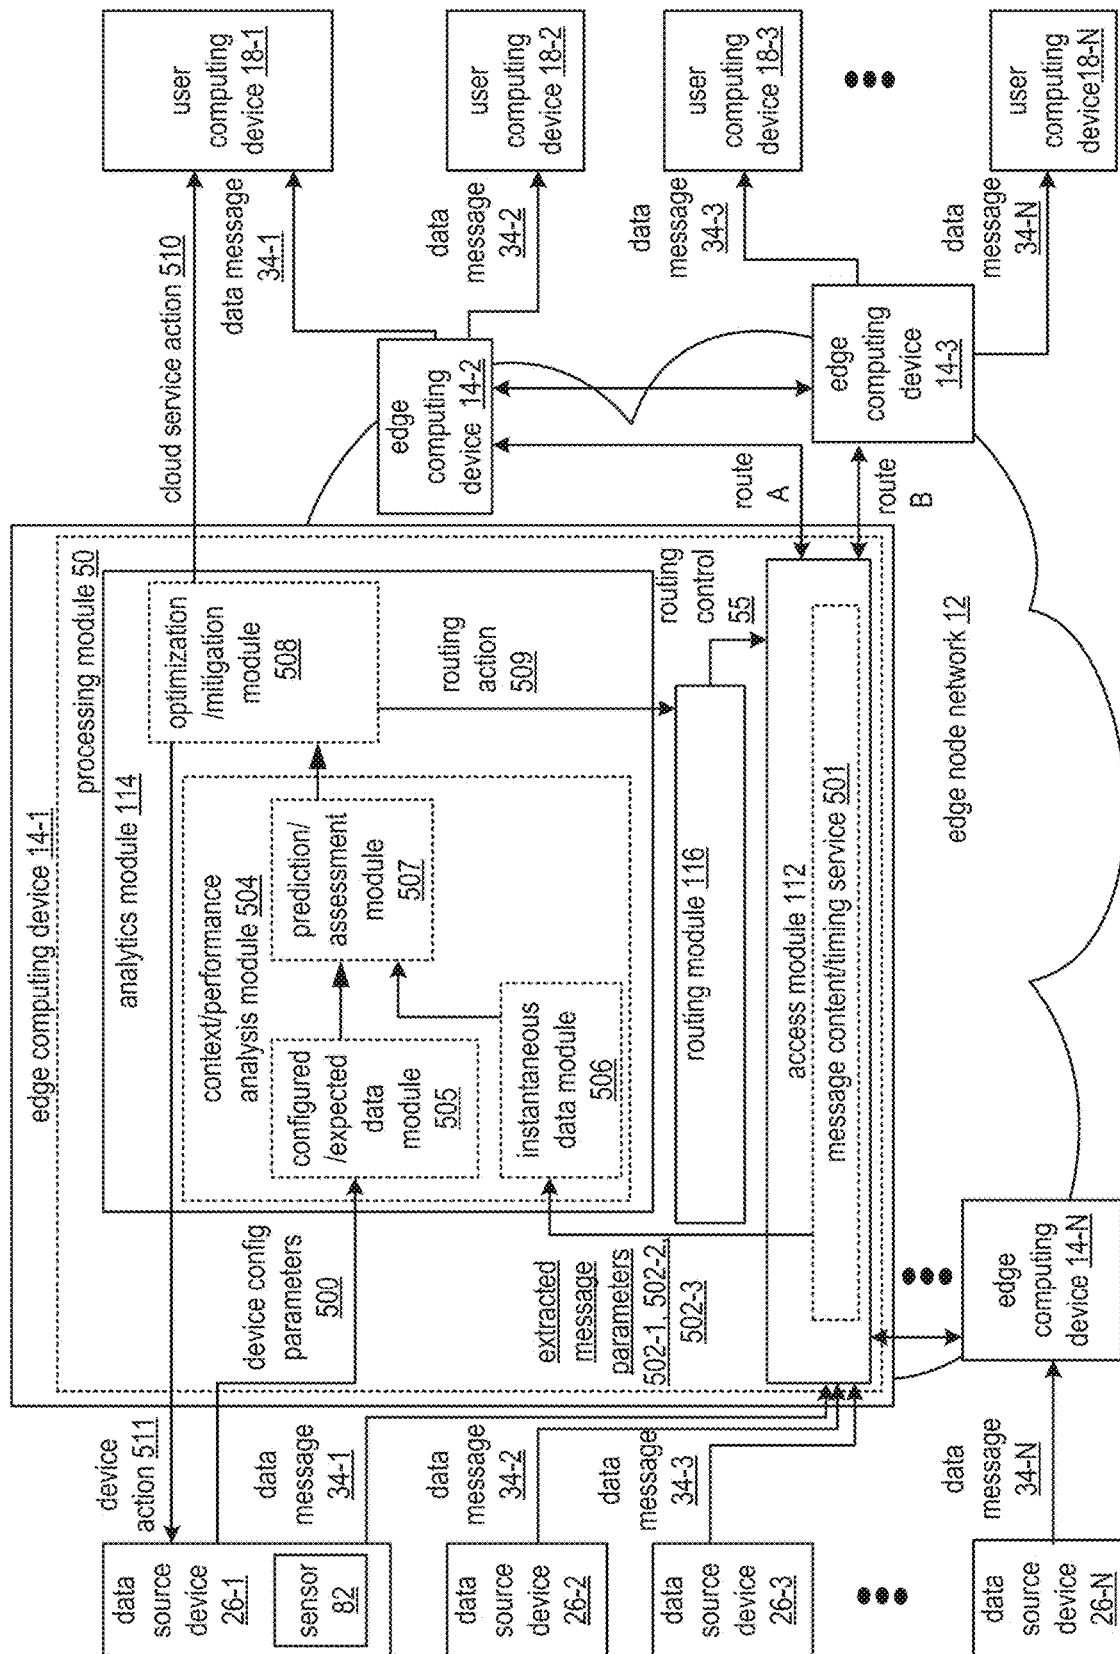 edge computing device 14-1
processing module 50
analytics module 114
context/performance
analysis module 504
configured
/expected
data
module
505
prediction/
assessment
module
507
instantaneous
data module
506
optimization
/mitigation
module
508
routing
action
509
routing module 116
routing
control
55
access module 112
message content/timing service 501
device
action 511
device config
parameters
500
extracted
message
parameters
502-1, 502-2,
502-3
data
source
device
26-1
sensor
82
data
message
34-1
data
source
device
26-2
data
message
34-2
data
source
device
26-3
data
message
34-3
data
source
device
26-N
data
message
34-N
edge
computing
device 14-N
edge node network 12
route
A
route
B
edge
computing
device 14-2
edge
computing
device
14-3
cloud service action 510
data message
34-1
data
message
34-2
data
message
34-3
data
message
34-N
user
computing
device 18-1
user
computing
device 18-2
user
computing
device 18-3
user
computing
device18-N